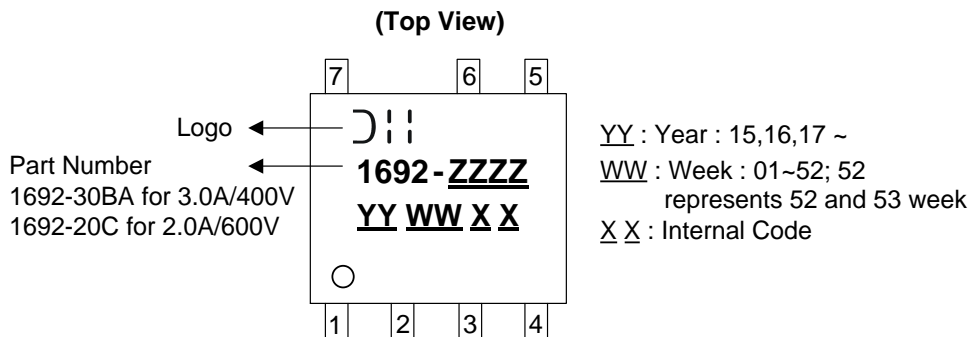 (Top View)
7 6 5
Logo
Part Number
1692-30BA for 3.0A/400V
1692-20C for 2.0A/600V
1692-ZZZZ
YY WW X X
YY : Year : 15,16,17 ~
WW : Week : 01~52; 52
represents 52 and 53 week
X X : Internal Code
1 2 3 4